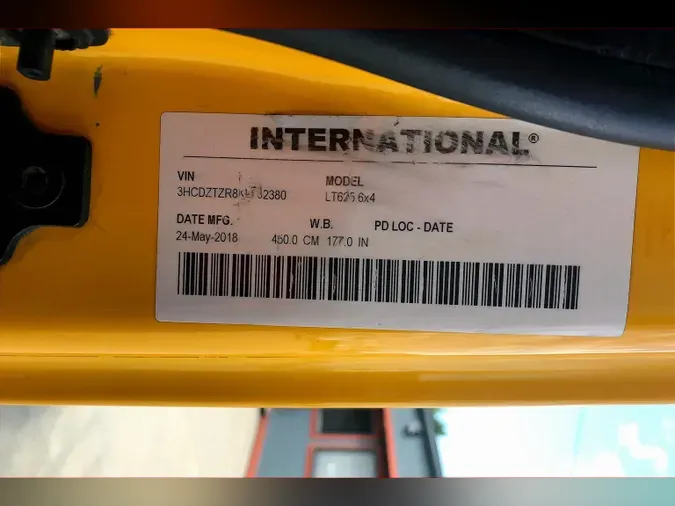 INTERNATIONAL®
VIN MODEL
LT625 6x4
DATE MFG. W.B. PD LOC - DATE
24-May-2018 450.0 CM 177.0 IN